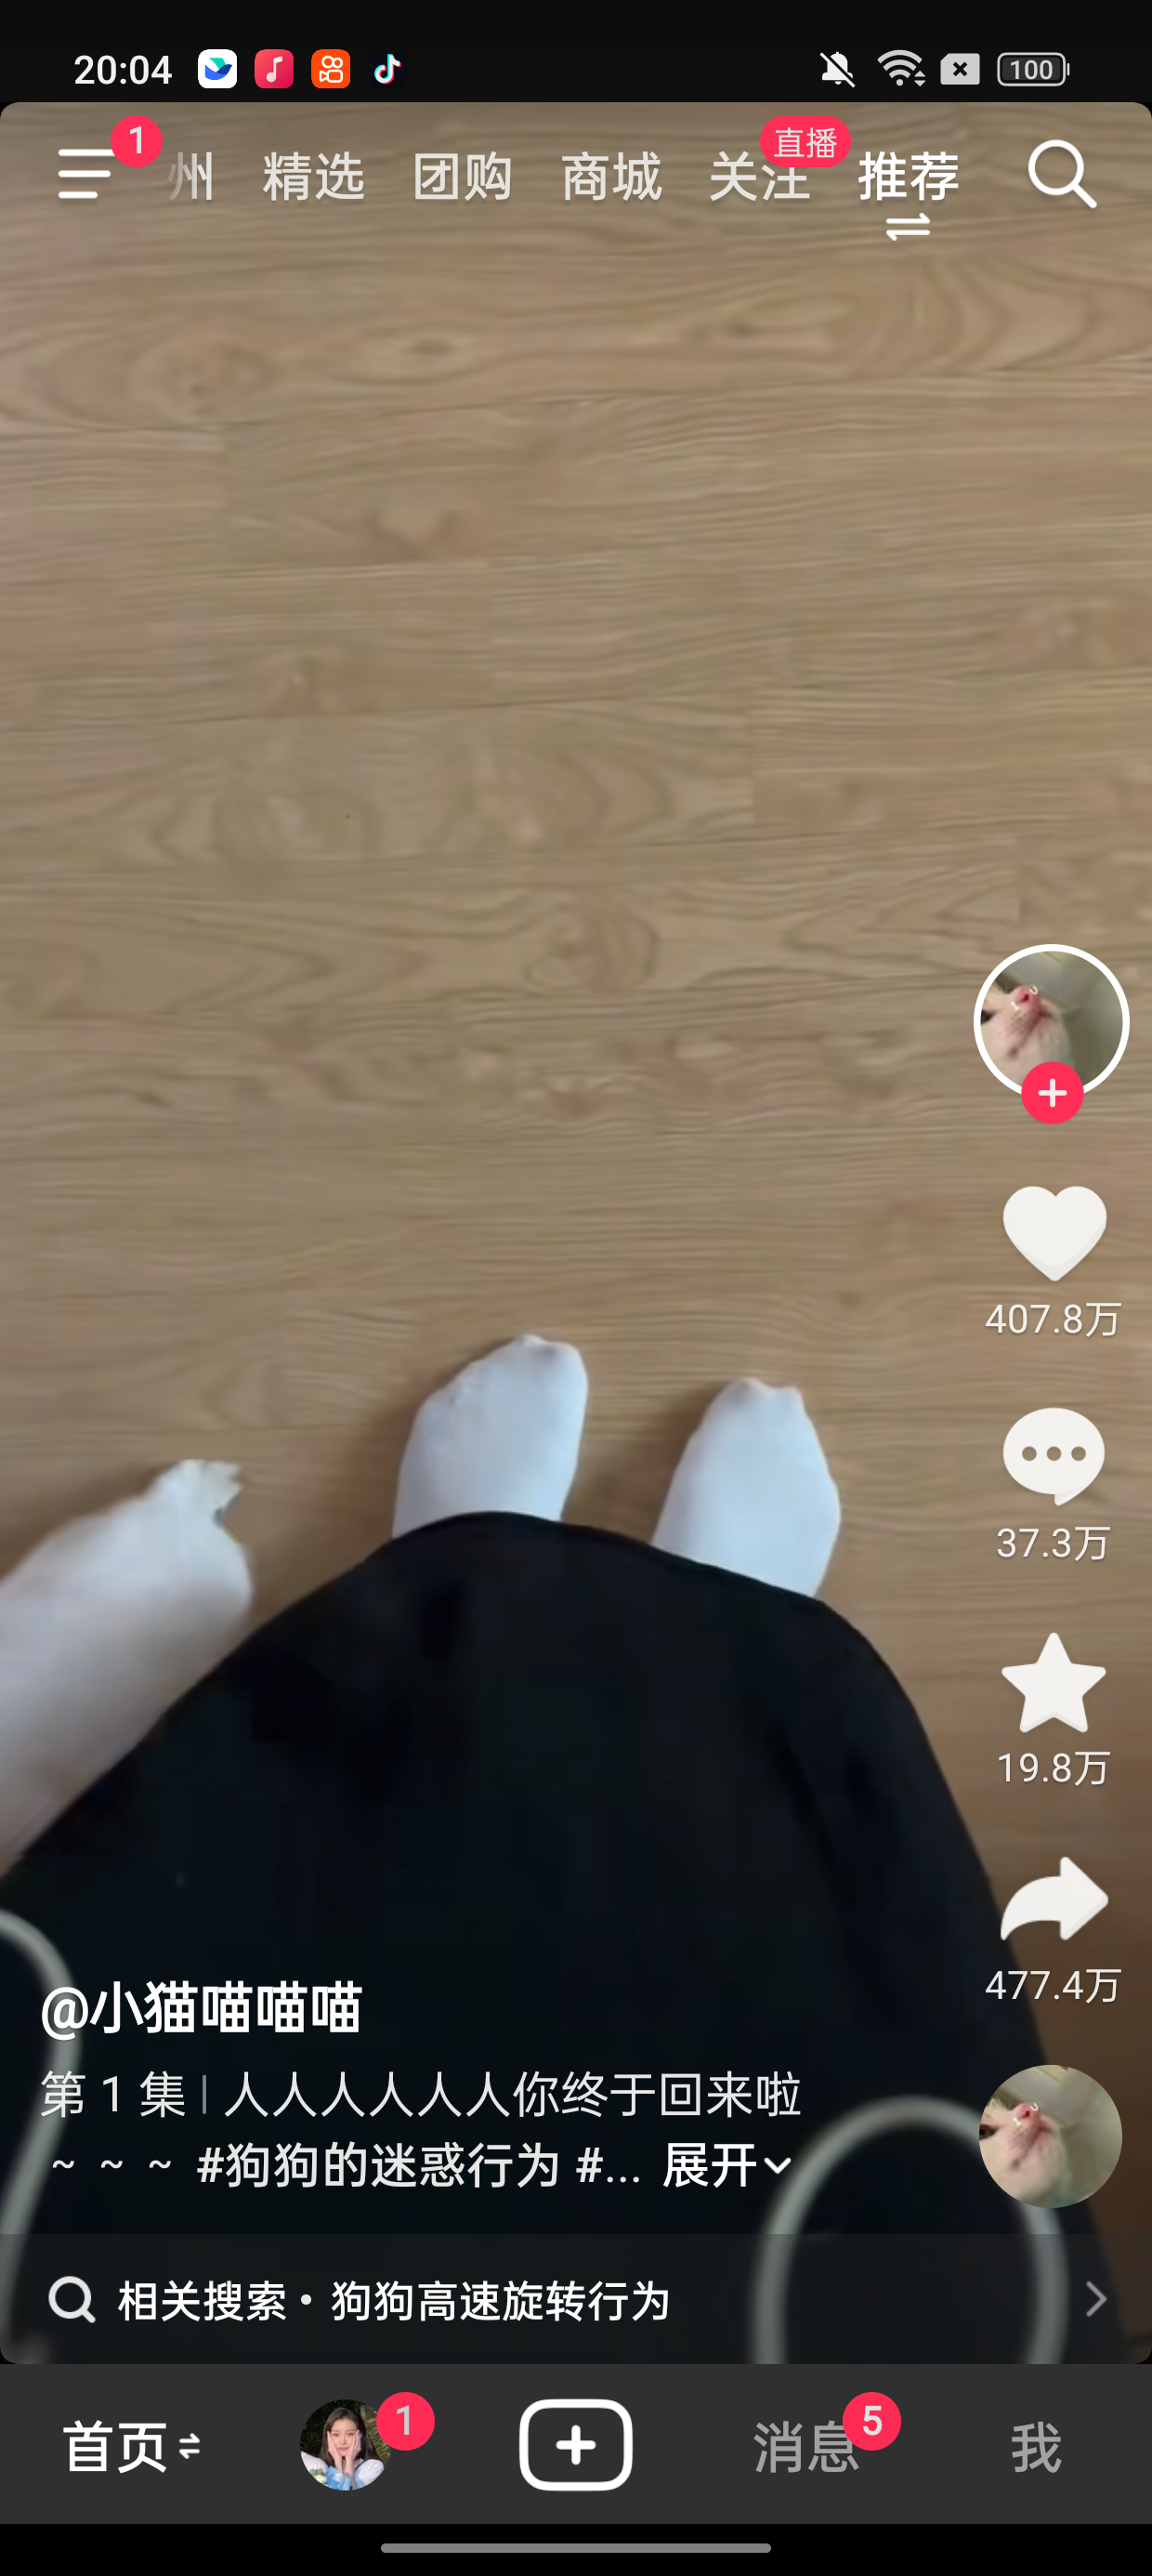 20:04
100
1
州 精选 团购 商城 关注 直播 推荐
407.8万
37.3万
19.8万
477.4万
@小猫喵喵喵
第 1 集 | 人人人人人人你终于回来啦
~ ~ ~ #狗狗的迷惑行为 #... 展开
相关搜索 · 狗狗高速旋转行为
首页 1 消息 5 我